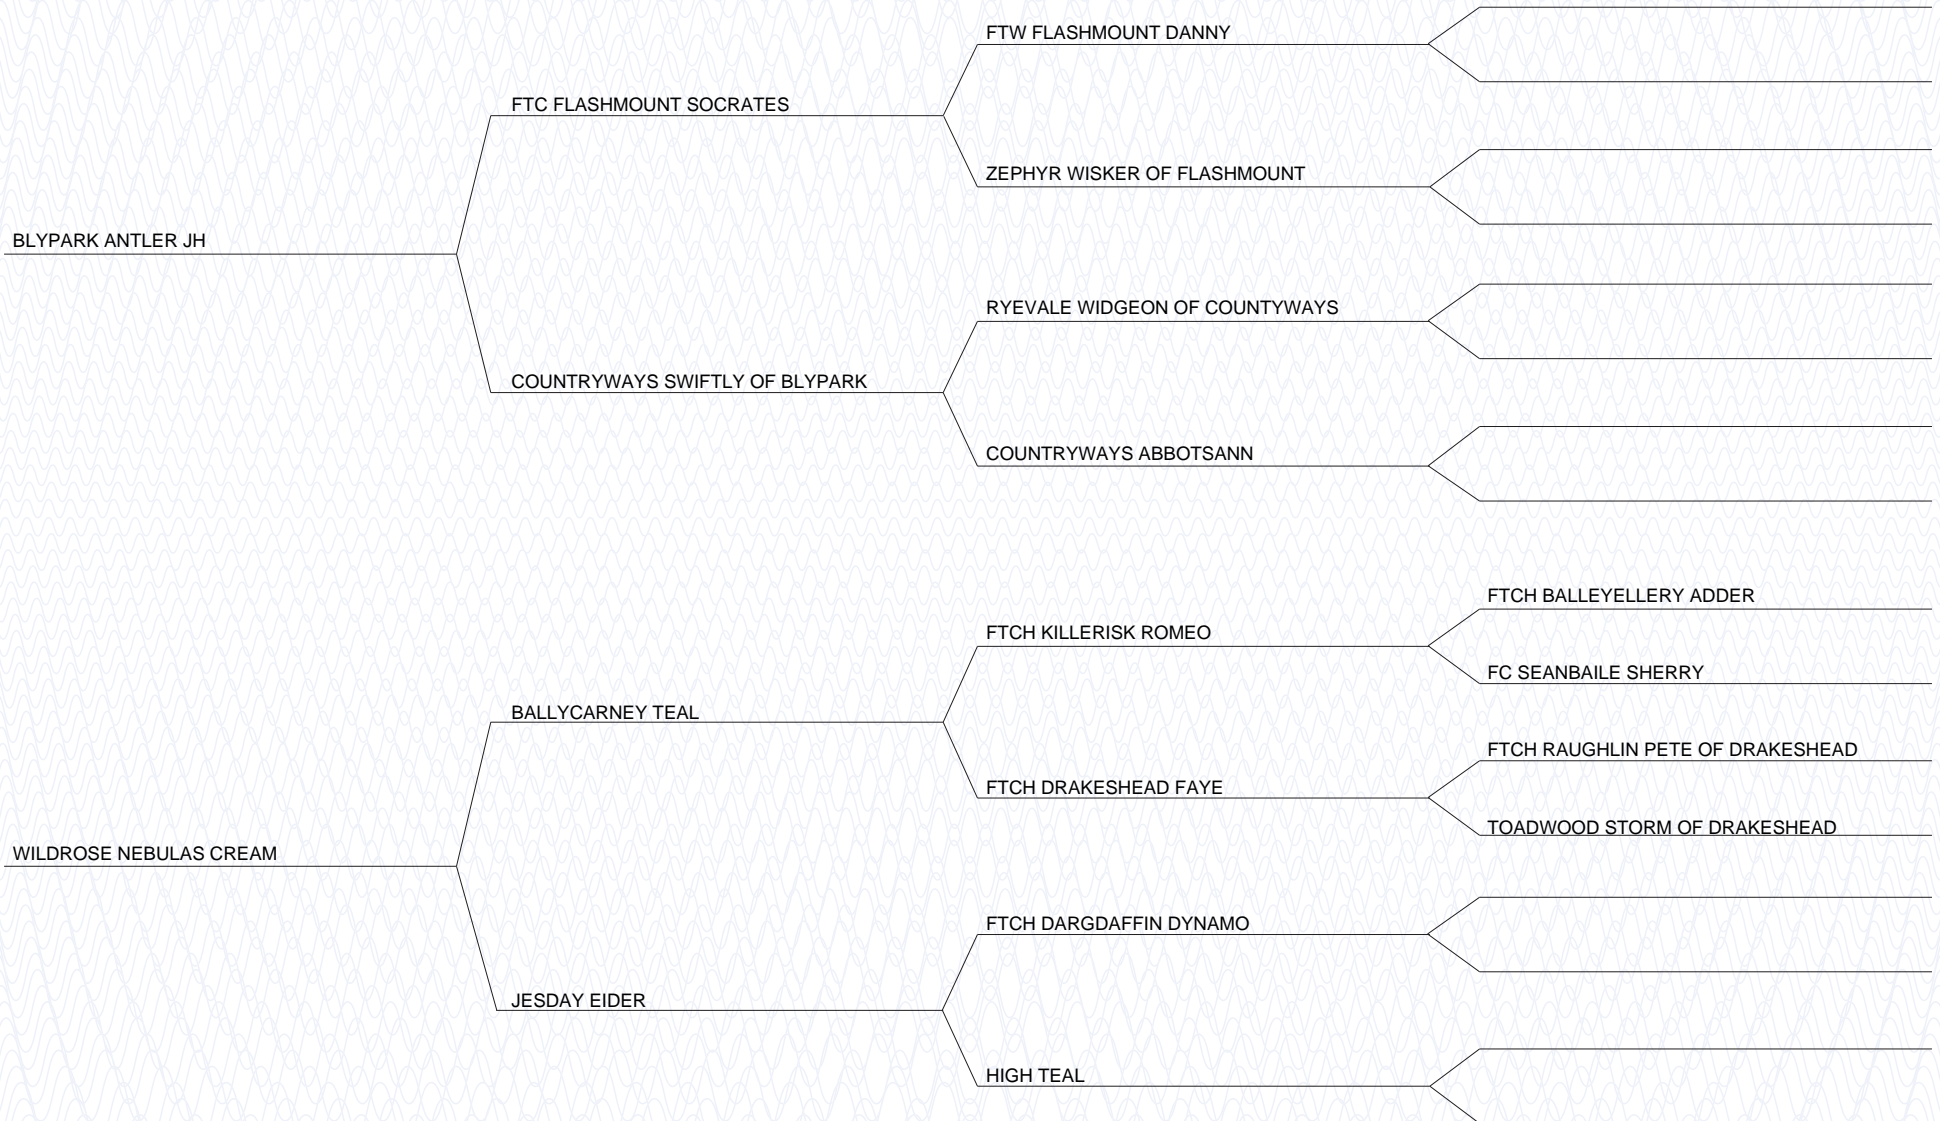 FTW FLASHMOUNT DANNY
FTC FLASHMOUNT SOCRATES
ZEPHYR WISKER OF FLASHMOUNT
BLYPARK ANTLER JH
RYEVALE WIDGEON OF COUNTYWAYS
COUNTRYWAYS SWIFTLY OF BLYPARK
COUNTRYWAYS ABBOTSANN
FTCH BALLEYELLERY ADDER
FTCH KILLERISK ROMEO
FC SEANBAILE SHERRY
BALLYCARNEY TEAL
FTCH RAUGHLIN PETE OF DRAKESHEAD
FTCH DRAKESHEAD FAYE
TOADWOOD STORM OF DRAKESHEAD
WILDROSE NEBULAS CREAM
FTCH DARGDAFFIN DYNAMO
JESDAY EIDER
HIGH TEAL